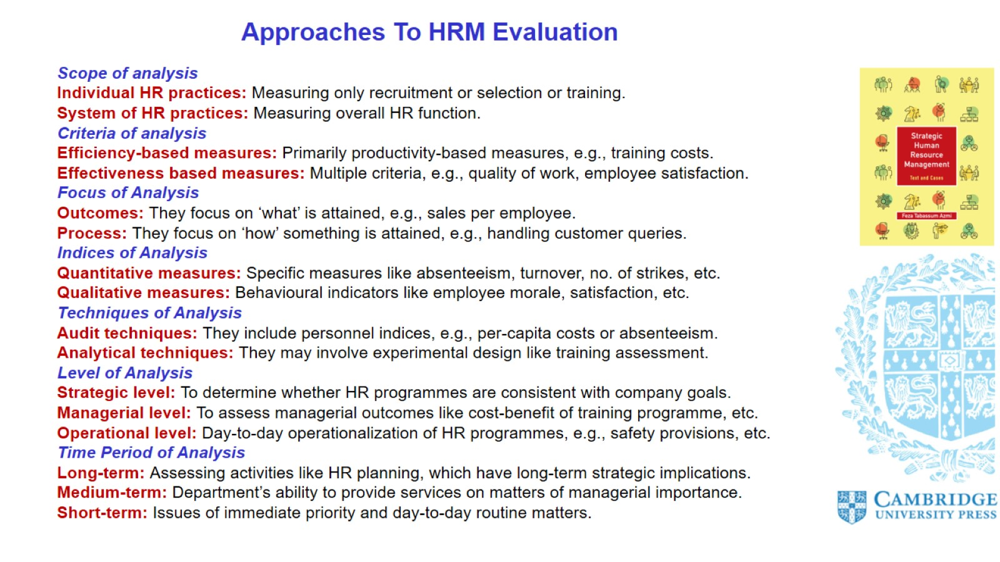 Approaches To HRM Evaluation
Scope of analysis
Individual HR practices: Measuring only recruitment or selection or training.
System of HR practices: Measuring overall HR function.
Criteria of analysis
Efficiency-based measures: Primarily productivity-based measures, e.g., training costs.
Effectiveness based measures: Multiple criteria, e.g., quality of work, employee satisfaction.
Focus of Analysis
Outcomes: They focus on ‘what’ is attained, e.g., sales per employee.
Process: They focus on ‘how’ something is attained, e.g., handling customer queries.
Indices of Analysis
Quantitative measures: Specific measures like absenteeism, turnover, no. of strikes, etc.
Qualitative measures: Behavioural indicators like employee morale, satisfaction, etc.
Techniques of Analysis
Audit techniques: They include personnel indices, e.g., per-capita costs or absenteeism.
Analytical techniques: They may involve experimental design like training assessment.
Level of Analysis
Strategic level: To determine whether HR programmes are consistent with company goals.
Managerial level: To assess managerial outcomes like cost-benefit of training programme, etc.
Operational level: Day-to-day operationalization of HR programmes, e.g., safety provisions, etc.
Time Period of Analysis
Long-term: Assessing activities like HR planning, which have long-term strategic implications.
Medium-term: Department’s ability to provide services on matters of managerial importance.
Short-term: Issues of immediate priority and day-to-day routine matters.
Strategic
Human
Resource
Management
Text and Cases
Feza Tabassum Azmi
CAMBRIDGE
UNIVERSITY PRESS